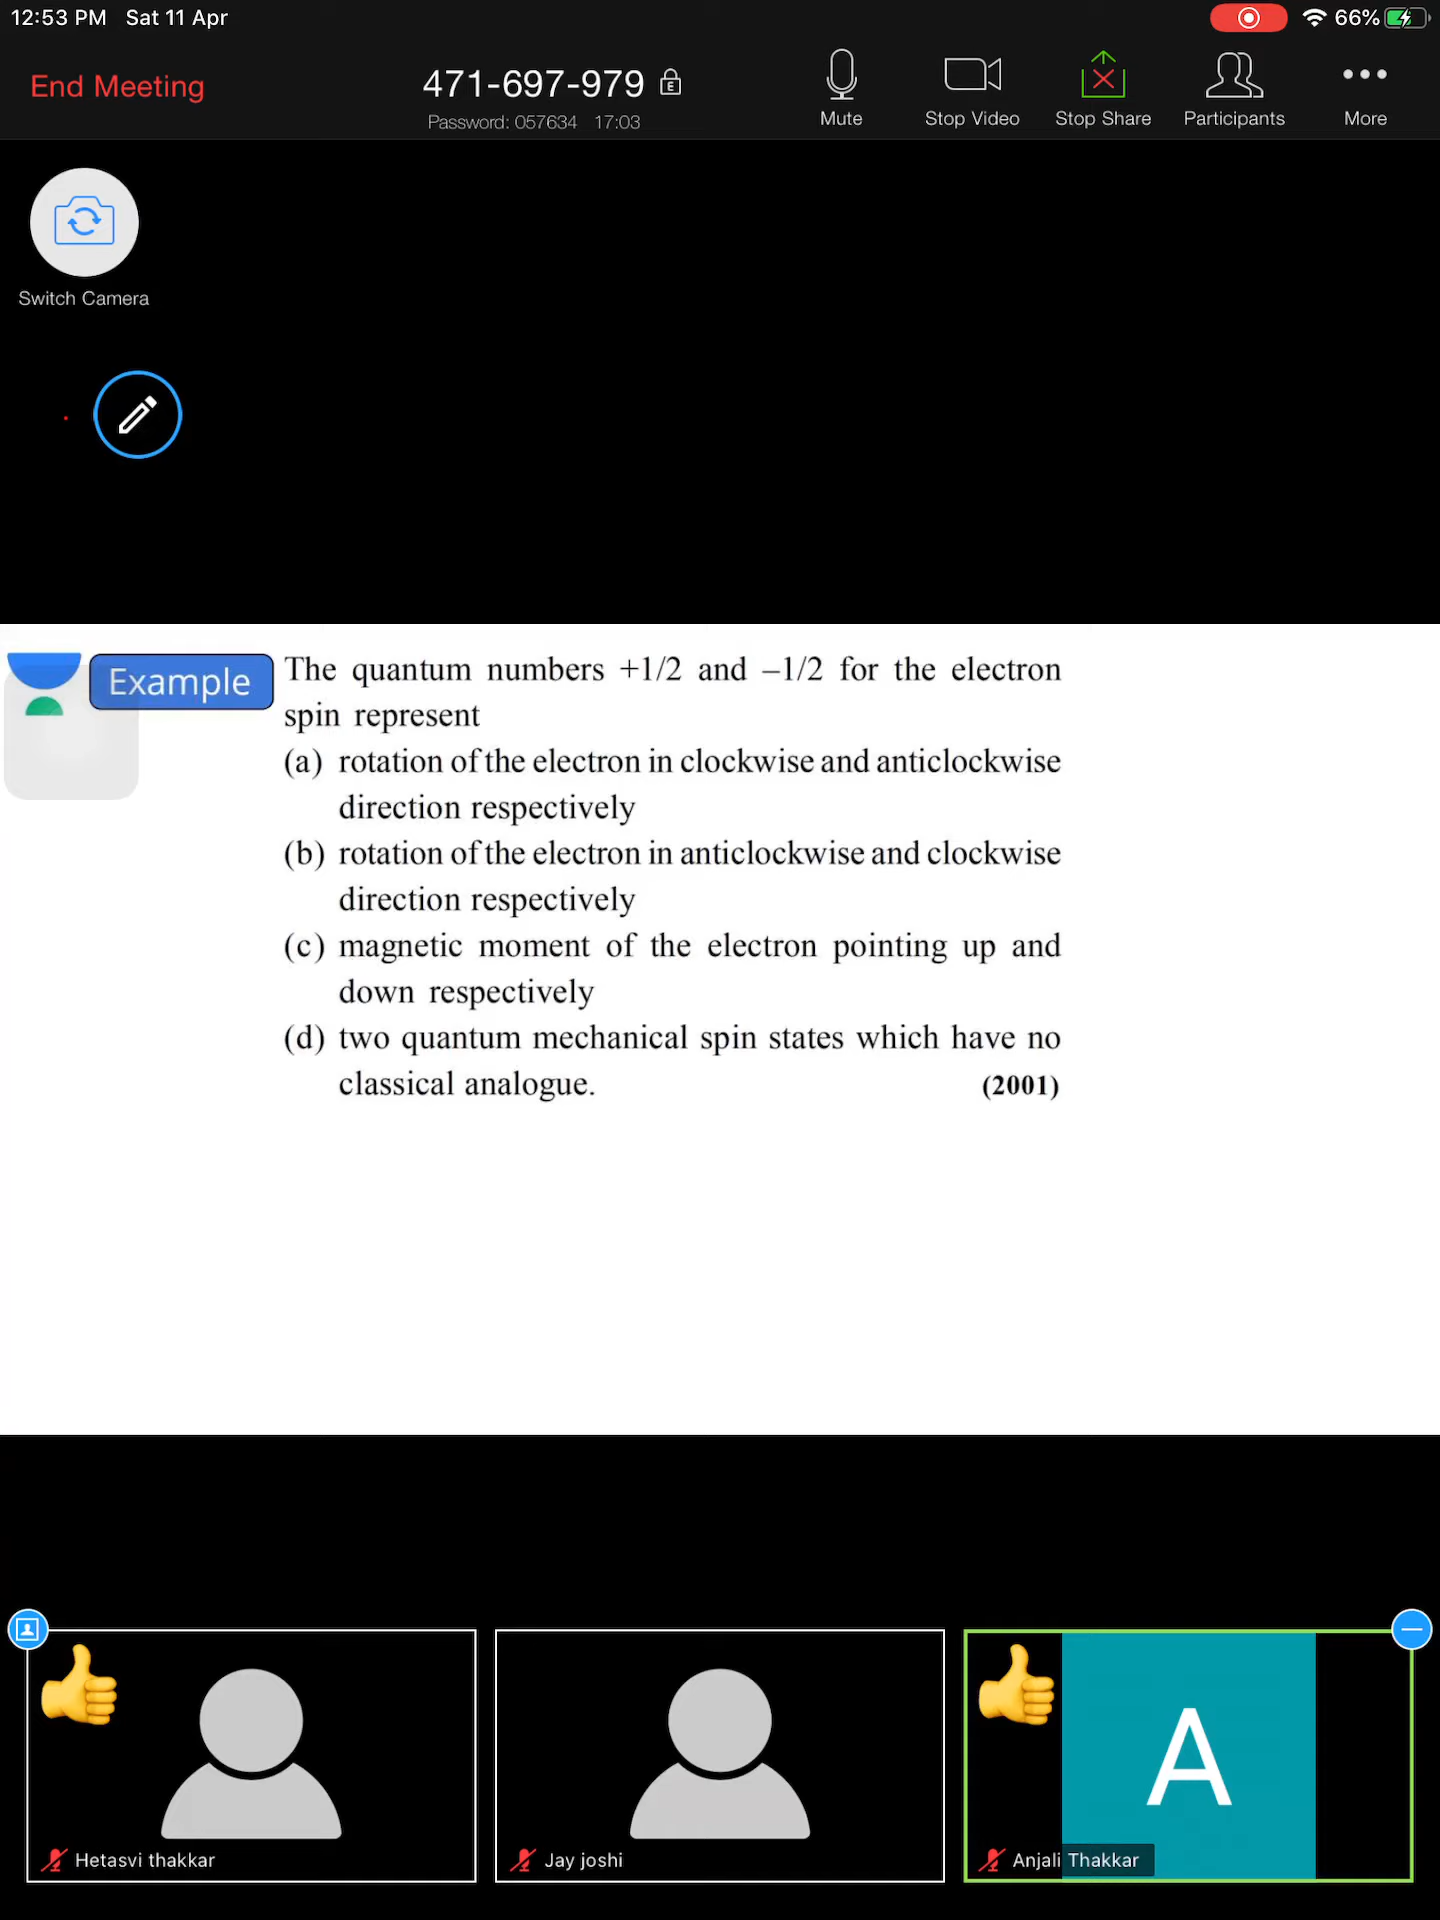 12:53 PM Sat 11 Apr
66%
End Meeting
471-697-979
Password: 057634 17:03
Mute
Stop Video
Stop Share
Participants
More
Switch Camera
Example
The quantum numbers +1/2 and –1/2 for the electron
spin represent
(a) rotation of the electron in clockwise and anticlockwise
direction respectively
(b) rotation of the electron in anticlockwise and clockwise
direction respectively
(c) magnetic moment of the electron pointing up and
down respectively
(d) two quantum mechanical spin states which have no
classical analogue. (2001)
A
Hetasvi thakkar
Jay joshi
Anjali Thakkar